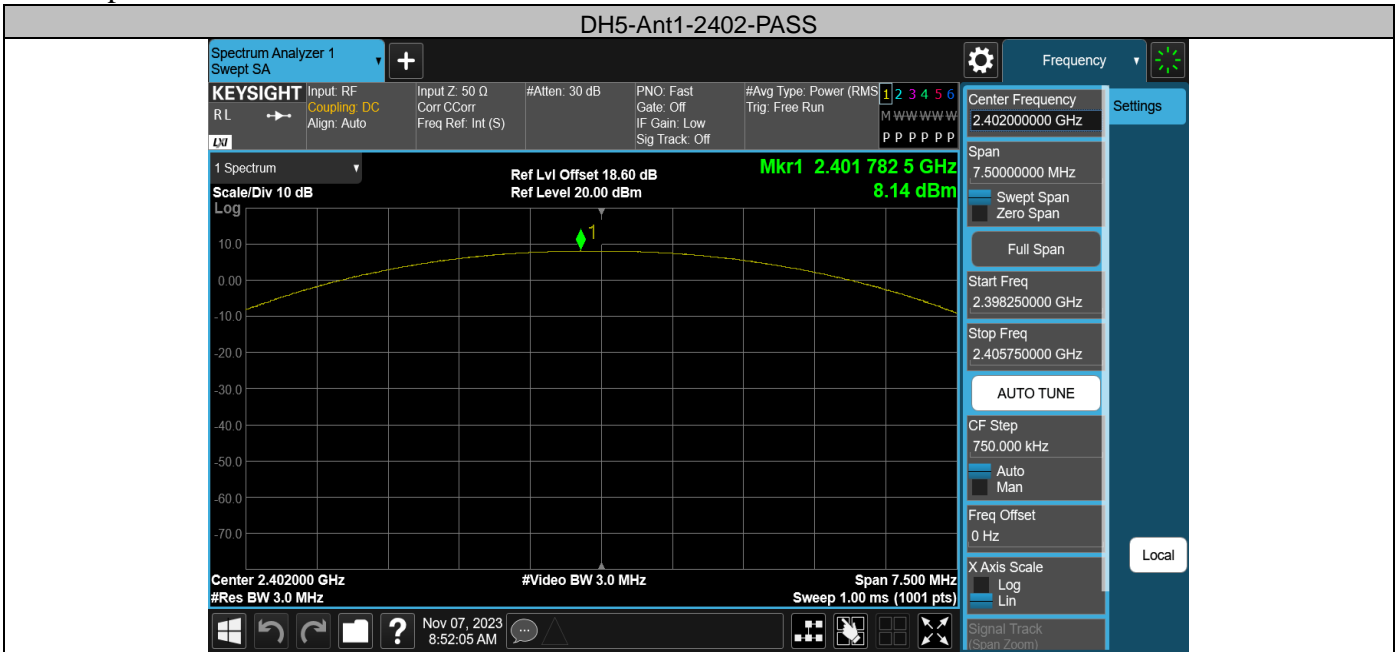 DH5-Ant1-2402-PASS
Spectrum Analyzer 1
Swept SA
+
Frequency
KEYSIGHT
RL
LXI
Input: RF
Coupling: DC
Align: Auto
Input Z: 50 Ω
Corr CCorr
Freq Ref: Int (S)
#Atten: 30 dB
PNO: Fast
Gate: Off
IF Gain: Low
Sig Track: Off
#Avg Type: Power (RMS
Trig: Free Run
1 2 3 4 5 6
M W W W W W
P P P P P P
1 Spectrum
Scale/Div 10 dB
Ref Lvl Offset 18.60 dB
Ref Level 20.00 dBm
Mkr1 2.401 782 5 GHz
8.14 dBm
Log
1
10.0
0.00
-10.0
-20.0
-30.0
-40.0
-50.0
-60.0
-70.0
Center 2.402000 GHz
#Res BW 3.0 MHz
#Video BW 3.0 MHz
Span 7.500 MHz
Sweep 1.00 ms (1001 pts)
Center Frequency
2.402000000 GHz
Settings
Span
7.50000000 MHz
Swept Span
Zero Span
Full Span
Start Freq
2.398250000 GHz
Stop Freq
2.405750000 GHz
AUTO TUNE
CF Step
750.000 kHz
Auto
Man
Freq Offset
0 Hz
X Axis Scale
Log
Lin
Signal Track
(Span Zoom)
Local
?
Nov 07, 2023
8:52:05 AM